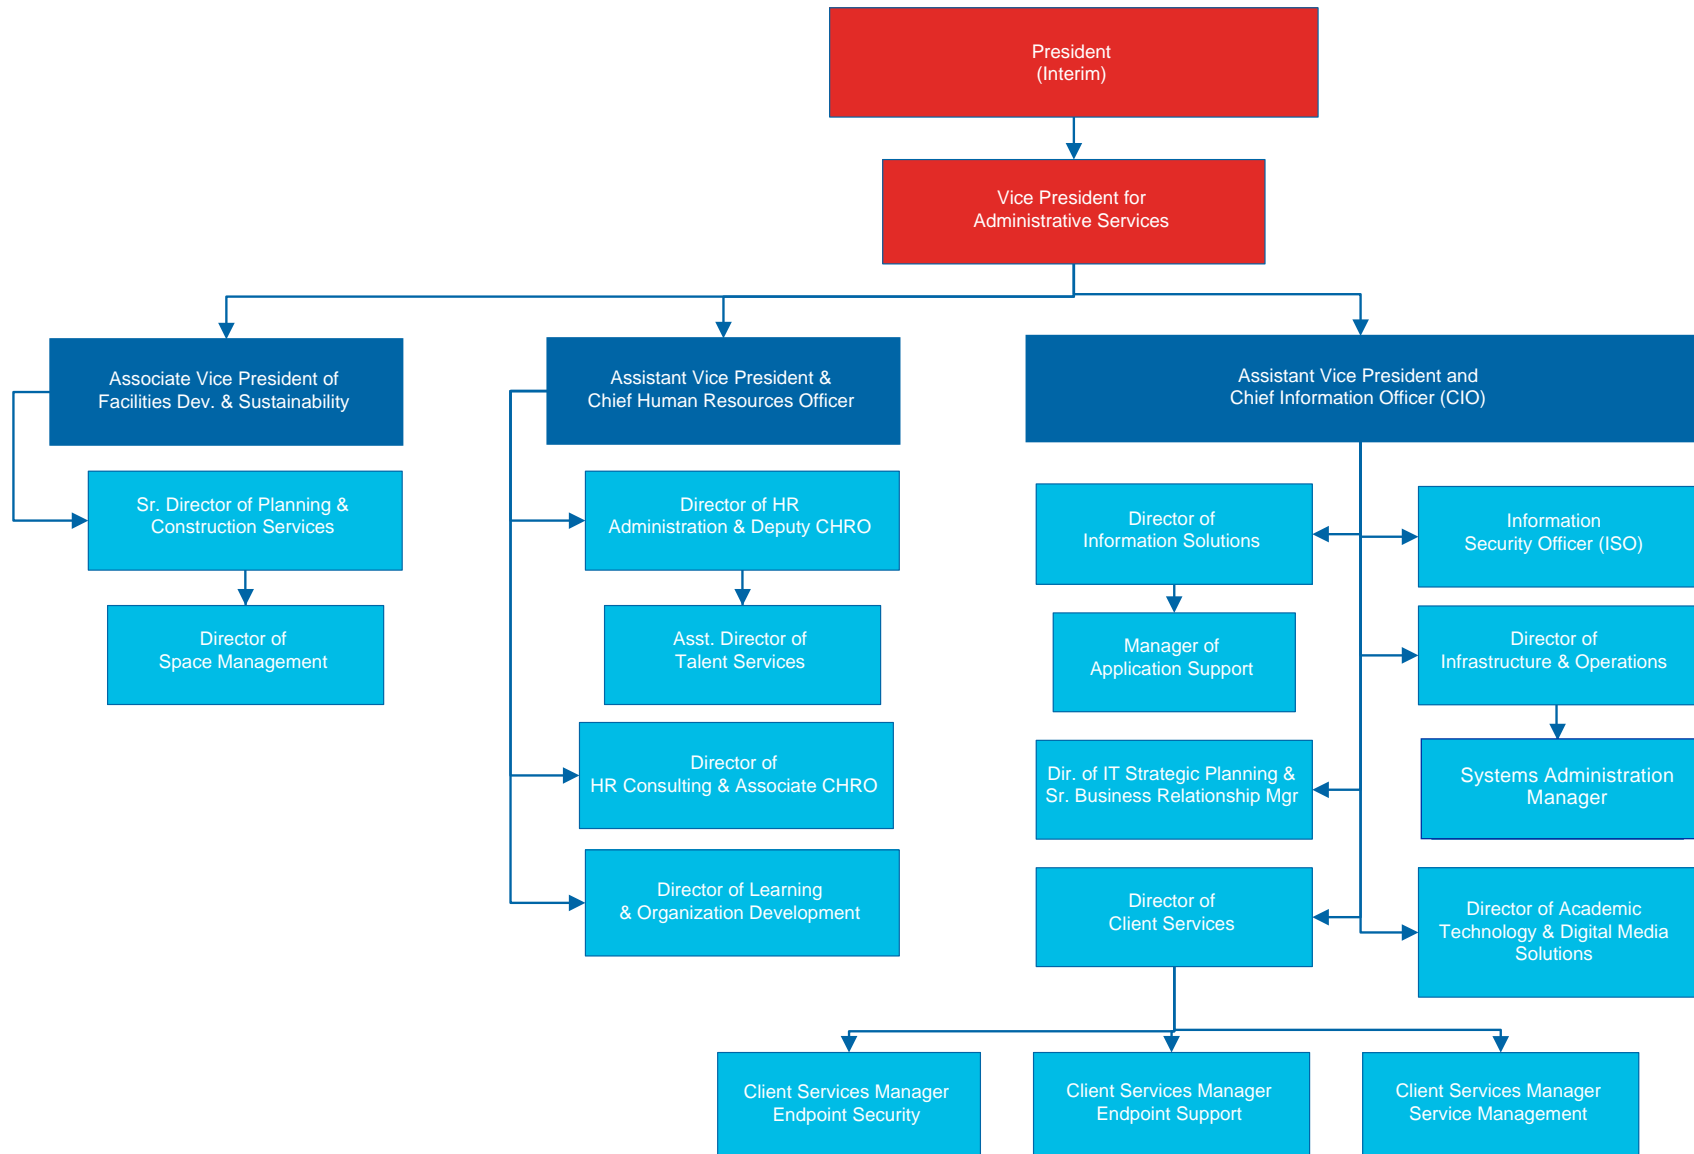 President
(Interim)
Vice President for
Administrative Services
Associate Vice President of
Facilities Dev. & Sustainability
Assistant Vice President &
Chief Human Resources Officer
Assistant Vice President and
Chief Information Officer (CIO)
Sr. Director of Planning &
Construction Services
Director of
Space Management
Director of HR
Administration & Deputy CHRO
Asst. Director of
Talent Services
Director of
HR Consulting & Associate CHRO
Director of Learning
& Organization Development
Director of
Information Solutions
Manager of
Application Support
Dir. of IT Strategic Planning &
Sr. Business Relationship Mgr
Director of
Client Services
Information
Security Officer (ISO)
Director of
Infrastructure & Operations
Systems Administration
Manager
Director of Academic
Technology & Digital Media
Solutions
Client Services Manager
Endpoint Security
Client Services Manager
Endpoint Support
Client Services Manager
Service Management